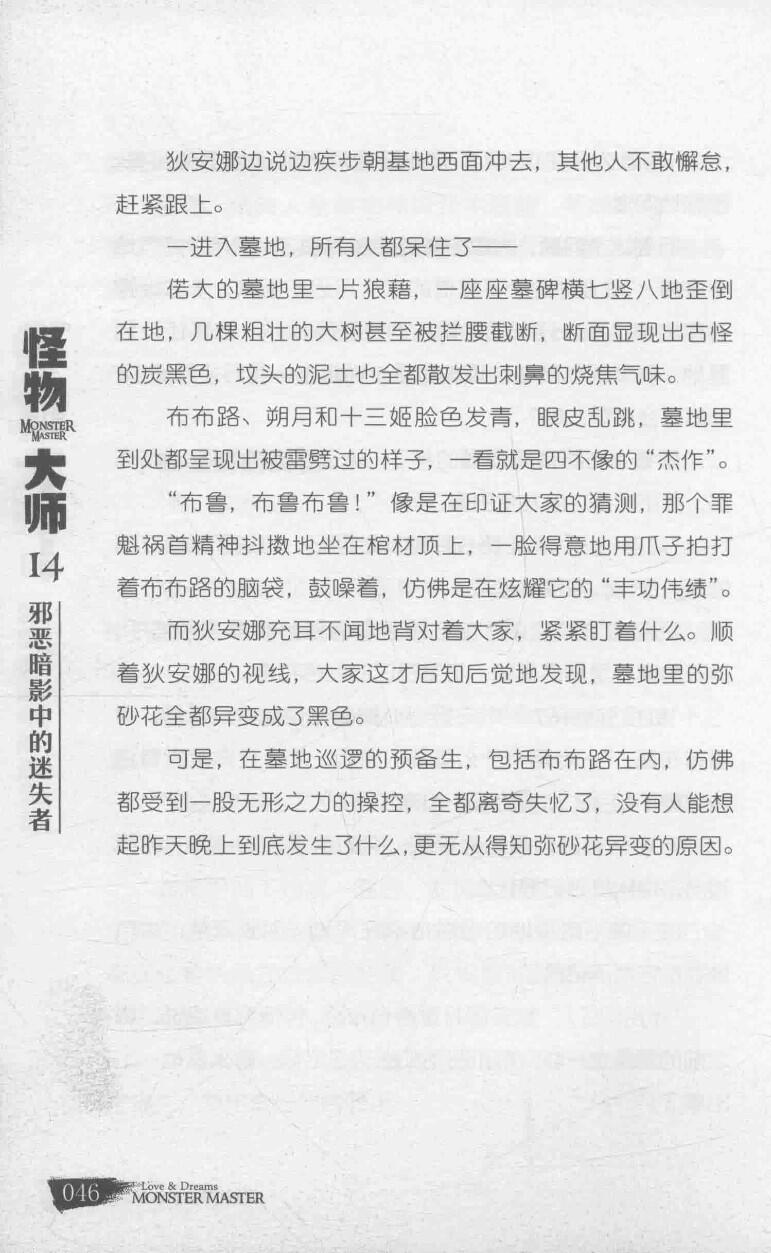 狄安娜边说边疾步朝基地西面冲去，其他人不敢懈怠，
赶紧跟上。
一进入墓地，所有人都呆住了——
偌大的墓地里一片狼藉，一座座墓碑横七竖八地歪倒
在地，几棵粗壮的大树甚至被拦腰截断，断面显现出古怪
的炭黑色，坟头的泥土也全都散发出刺鼻的烧焦气味。
布布路、朔月和十三姬脸色发青，眼皮乱跳，墓地里
到处都呈现出被雷劈过的样子，一看就是四不像的“杰作”。
“布鲁，布鲁布鲁！”像是在印证大家的猜测，那个罪
魁祸首精神抖擞地坐在棺材顶上，一脸得意地用爪子拍打
着布布路的脑袋，鼓噪着，仿佛是在炫耀它的“丰功伟绩”。
而狄安娜充耳不闻地背对着大家，紧紧盯着什么。顺
着狄安娜的视线，大家这才后知后觉地发现，墓地里的弥
砂花全都异变成了黑色。
可是，在墓地巡逻的预备生，包括布布路在内，仿佛
都受到一股无形之力的操控，全都离奇失忆了，没有人能想
起昨天晚上到底发生了什么，更无从得知弥砂花异变的原因。
怪物
MONSTER
MASTER
大师
14
邪恶暗影中的迷失者
046
Love & Dreams
MONSTER MASTER